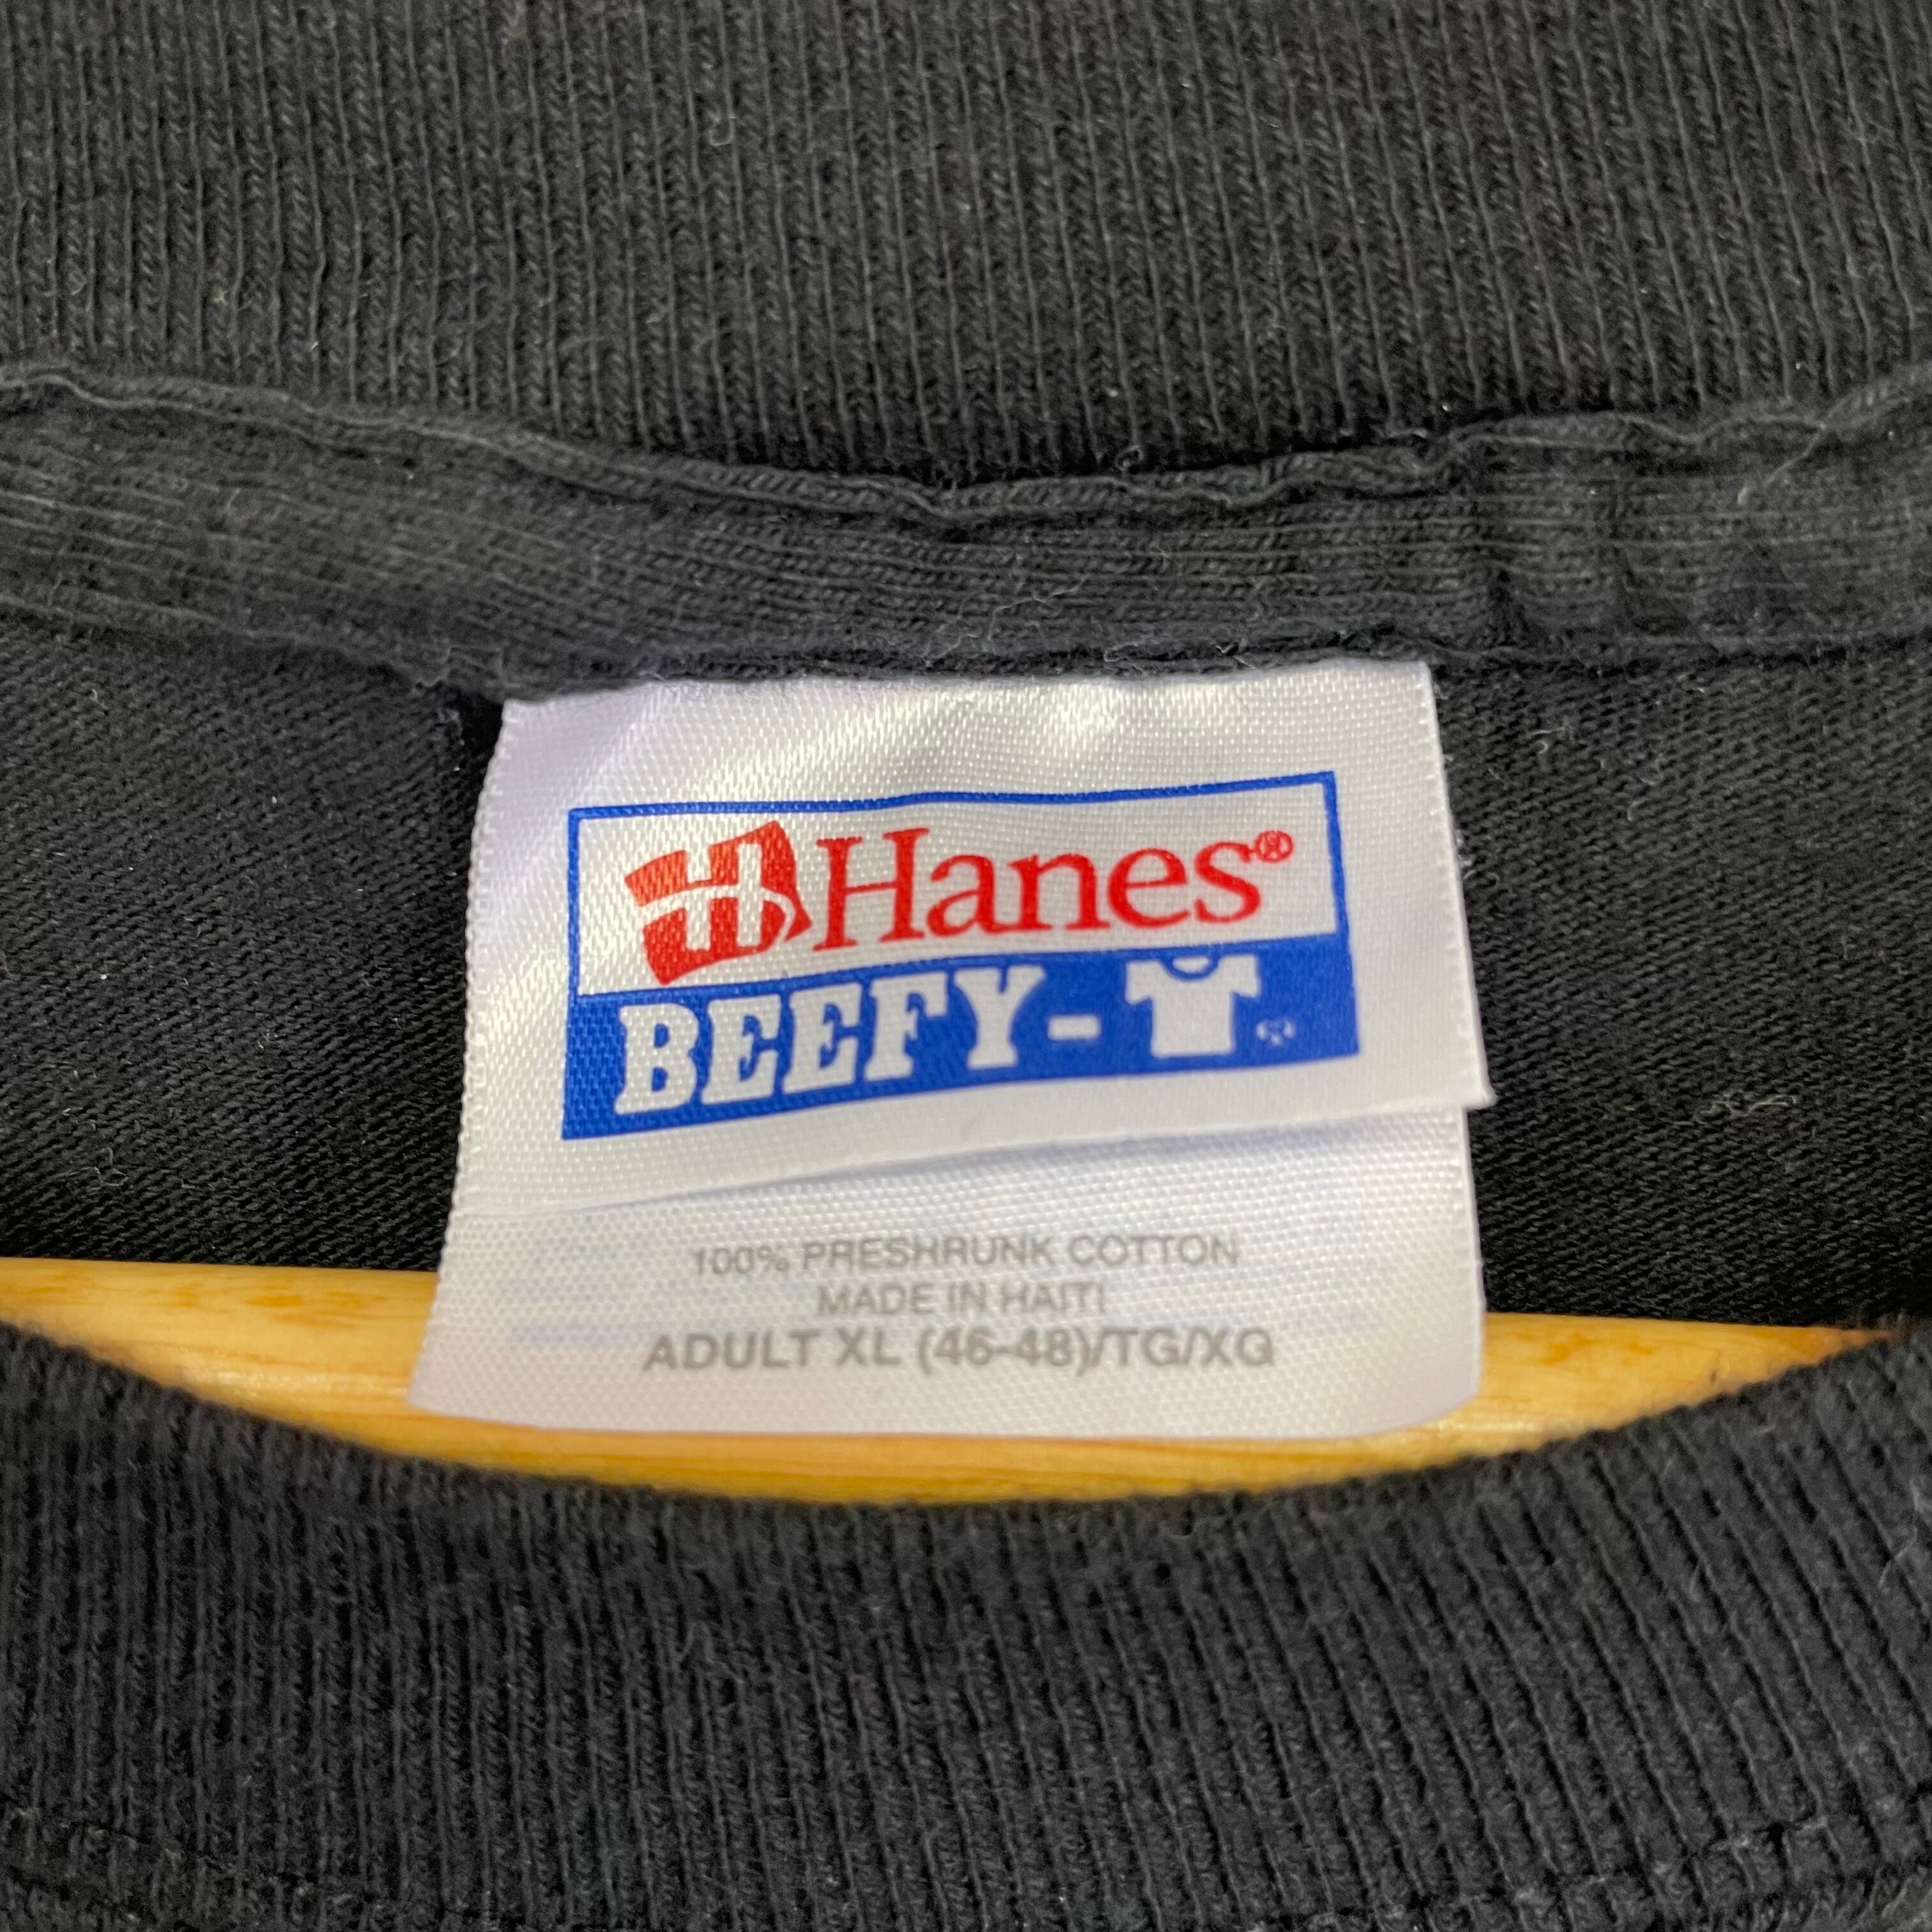 Hanes®
BEEFY-
100% PRESHRUNK COTTON
MADE IN HAITI
ADULT XL (46-48)/TG/XG